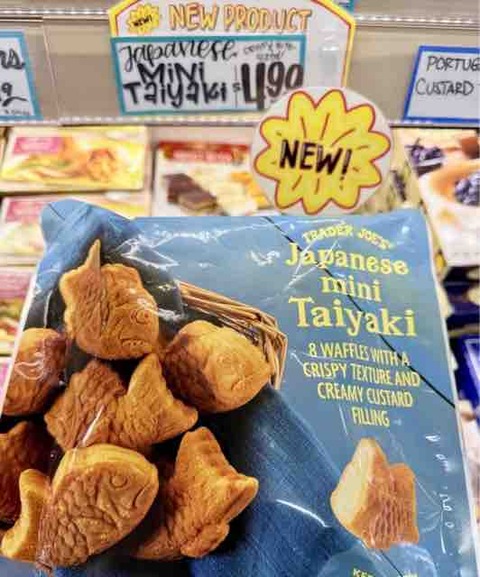 NEW!
NEW PRODUCT
Japanese
Mini
Taiyaki
$4.99
PORTUG
CUSTARD
NEW!
TRADER JOE'S
Japanese
mini
Taiyaki
8 WAFFLES WITH A
CRISPY TEXTURE AND
CREAMY CUSTARD
FILLING